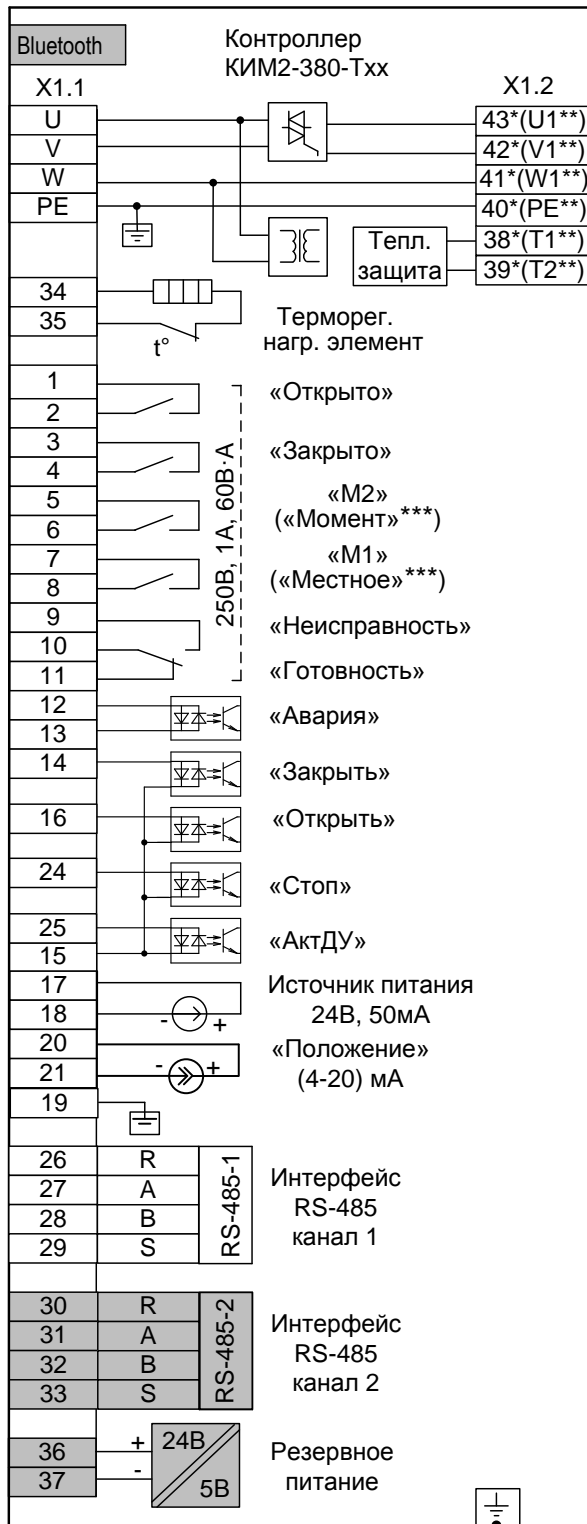 Bluetooth
Контроллер
КИМ2-380-Тхх
X1.1
X1.2
U
43*(U1**)
V
42*(V1**)
W
41*(W1**)
PE
40*(PE**)
Тепл.
защита
38*(T1**)
39*(T2**)
34
35
t°
Терморег.
нагр. элемент
1
2
«Открыто»
3
4
«Закрыто»
5
6
«М2»
(«Момент»***)
7
8
«М1»
(«Местное»***)
9
«Неисправность»
10
11
«Готовность»
250В, 1А, 60В·А
12
13
«Авария»
14
«Закрыть»
16
«Открыть»
24
«Стоп»
25
15
«АктДУ»
17
18
- +
Источник питания
24В, 50мА
20
21
- +
«Положение»
(4-20) мА
19
26 R
27 A
28 B
29 S
RS-485-1
Интерфейс
RS-485
канал 1
30 R
31 A
32 B
33 S
RS-485-2
Интерфейс
RS-485
канал 2
36 +
37 -
24В
5В
Резервное
питание